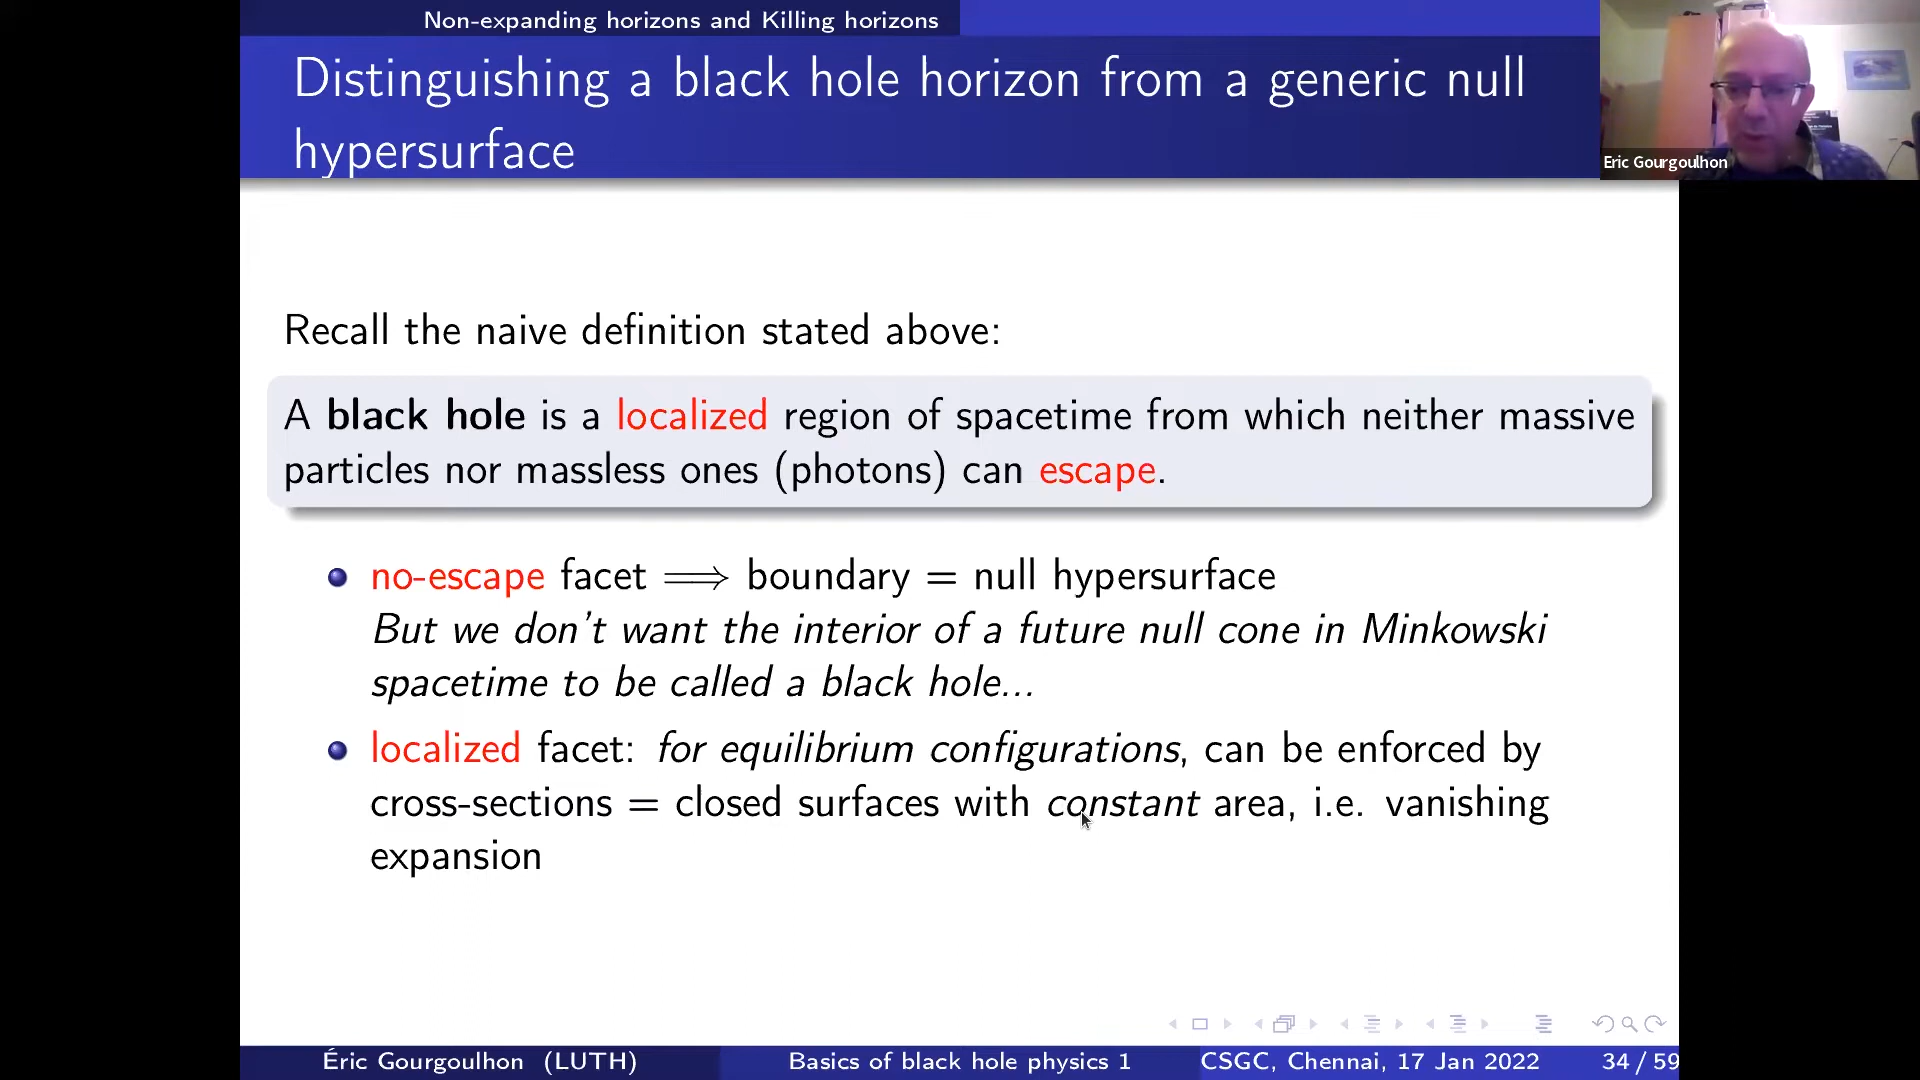 Non-expanding horizons and Killing horizons
Distinguishing a black hole horizon from a generic null
hypersurface
Eric Gourgoulhon
Recall the naive definition stated above:
A black hole is a localized region of spacetime from which neither massive
particles nor massless ones (photons) can escape.
no-escape facet ⟹ boundary = null hypersurface
But we don't want the interior of a future null cone in Minkowski
spacetime to be called a black hole...
localized facet: for equilibrium configurations, can be enforced by
cross-sections = closed surfaces with constant area, i.e. vanishing
expansion
Éric Gourgoulhon (LUTH) Basics of black hole physics 1 CSGC, Chennai, 17 Jan 2022 34 / 59